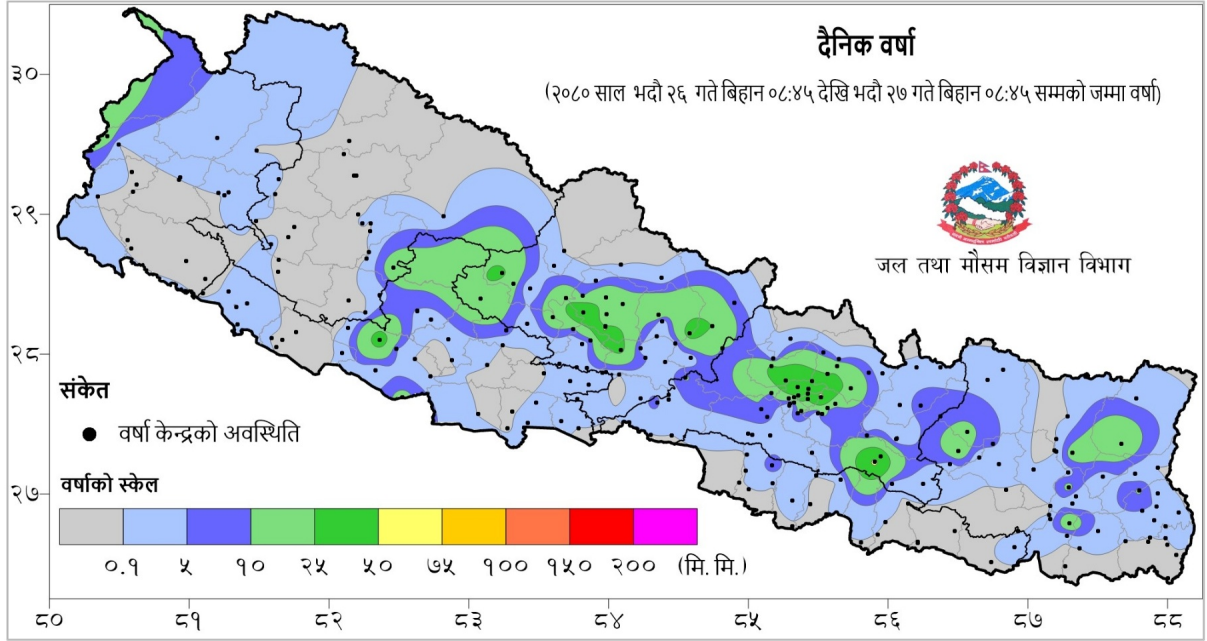 दैनिक वर्षा
(२०८० साल भदौ २६ गते बिहान ०८:४५ देखि भदौ २७ गते बिहान ०८:४५ सम्मको जम्मा वर्षा)
३०
२९
जल तथा मौसम विज्ञान विभाग
२८
संकेत
वर्षा केन्द्रको अवस्थिति
वर्षाको स्केल
२७
०.१ ५ १० २५ ५० ७५ १०० १५० २०० (मि.मि.)
८० ८१ ८२ ८३ ८४ ८५ ८६ ८७ ८८